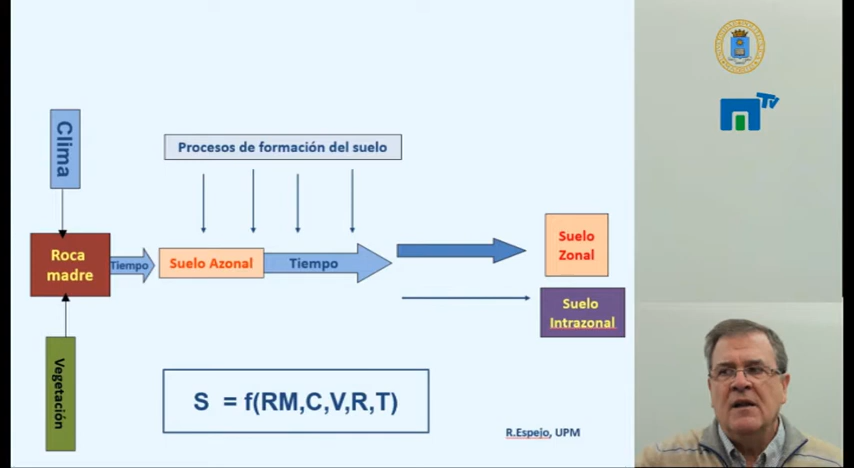 Clima
Procesos de formación del suelo
Roca
madre
Tiempo
Suelo Azonal
Tiempo
Suelo
Zonal
Suelo
Intrazonal
Vegetación
S = f(RM,C,V,R,T)
R.Espejo, UPM
TV